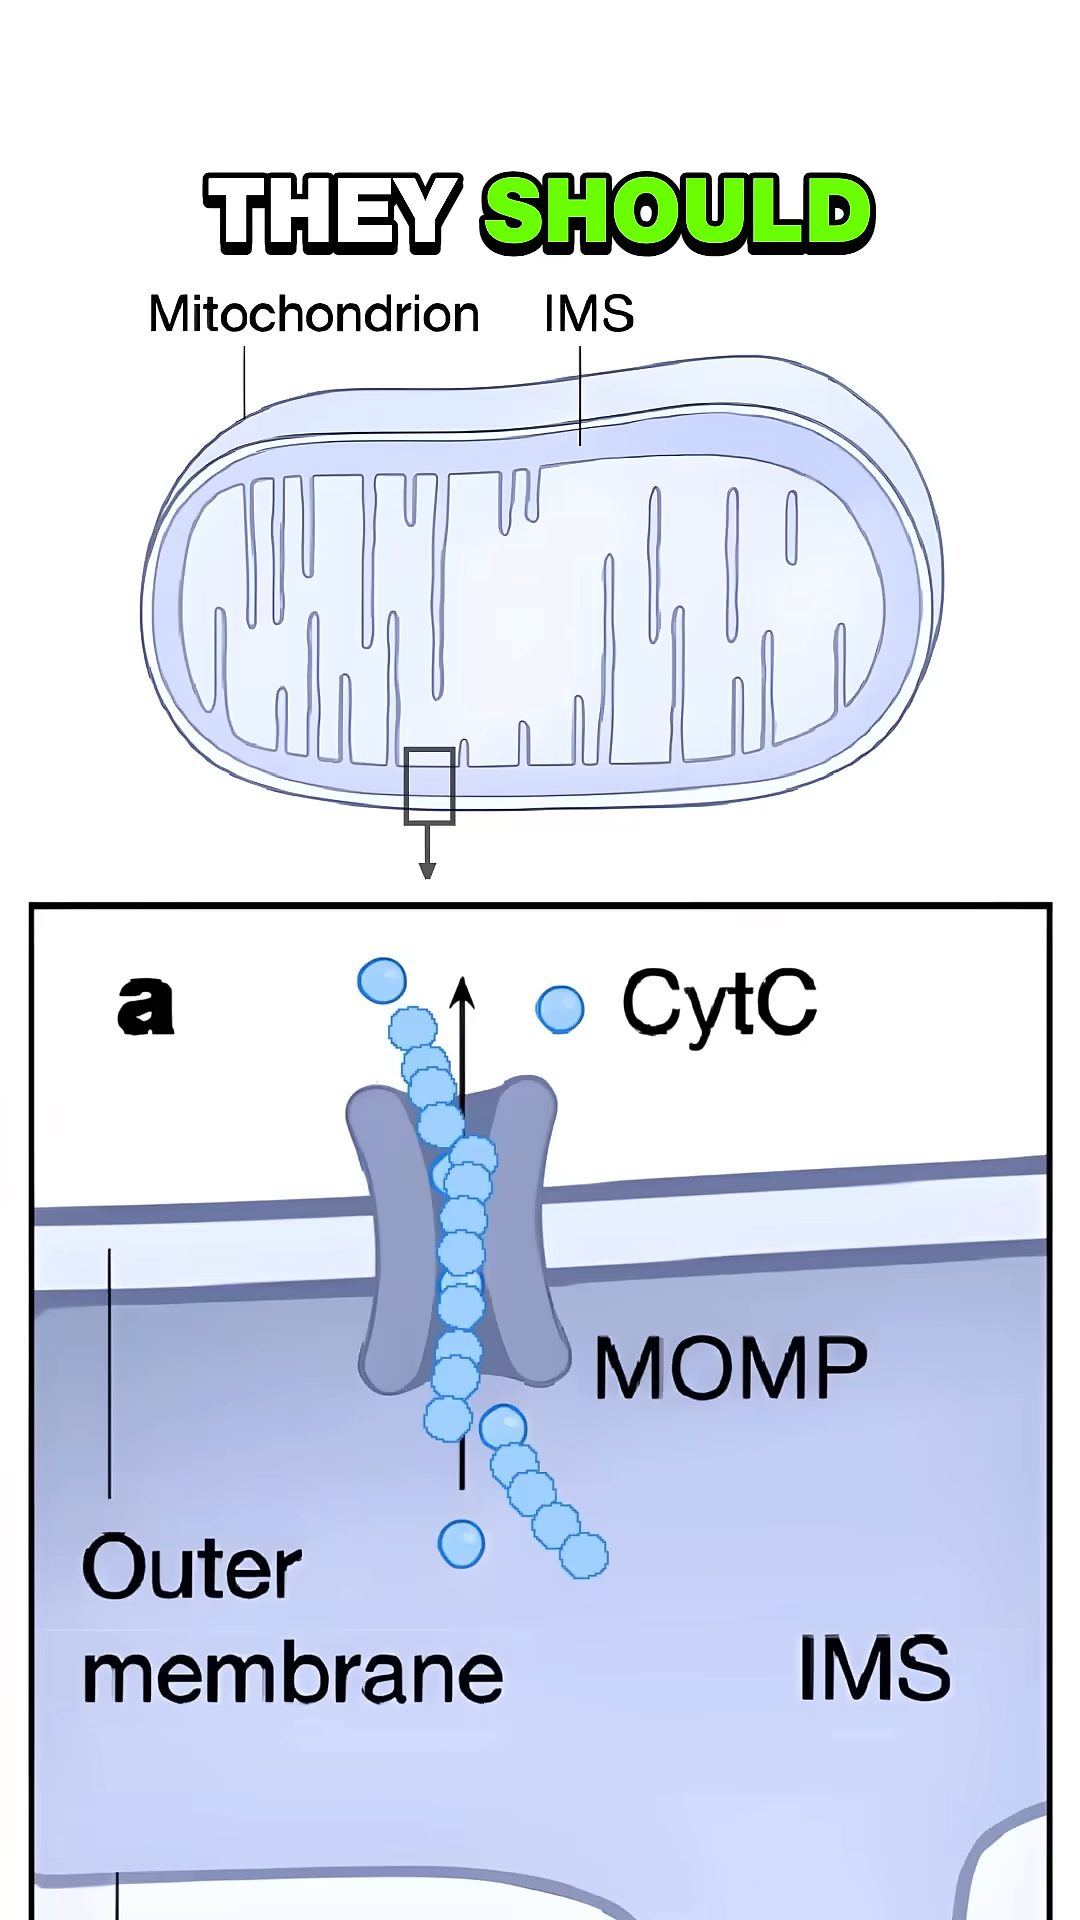 THEY SHOULD
Mitochondrion IMS
a
CytC
MOMP
Outer
membrane
IMS